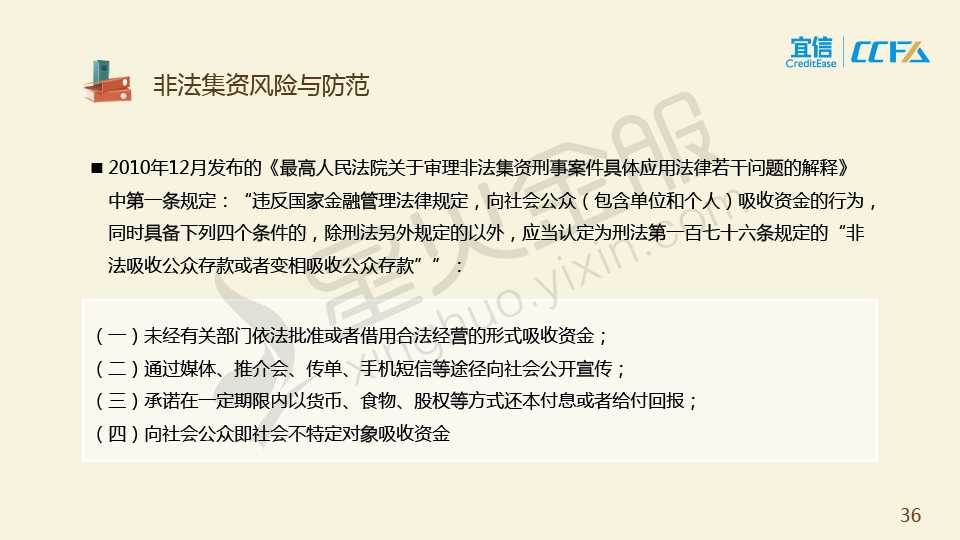 宜信
CreditEase
CCFA
非法集资风险与防范
■ 2010年12月发布的《最高人民法院关于审理非法集资刑事案件具体应用法律若干问题的解释》
中第一条规定：“违反国家金融管理法律规定，向社会公众（包含单位和个人）吸收资金的行为，
同时具备下列四个条件的，除刑法另外规定的以外，应当认定为刑法第一百七十六条规定的“非
法吸收公众存款或者变相吸收公众存款””：
（一）未经有关部门依法批准或者借用合法经营的形式吸收资金；
（二）通过媒体、推介会、传单、手机短信等途径向社会公开宣传；
（三）承诺在一定期限内以货币、食物、股权等方式还本付息或者给付回报；
（四）向社会公众即社会不特定对象吸收资金
星火金服
xinghuo.yixin.com
36